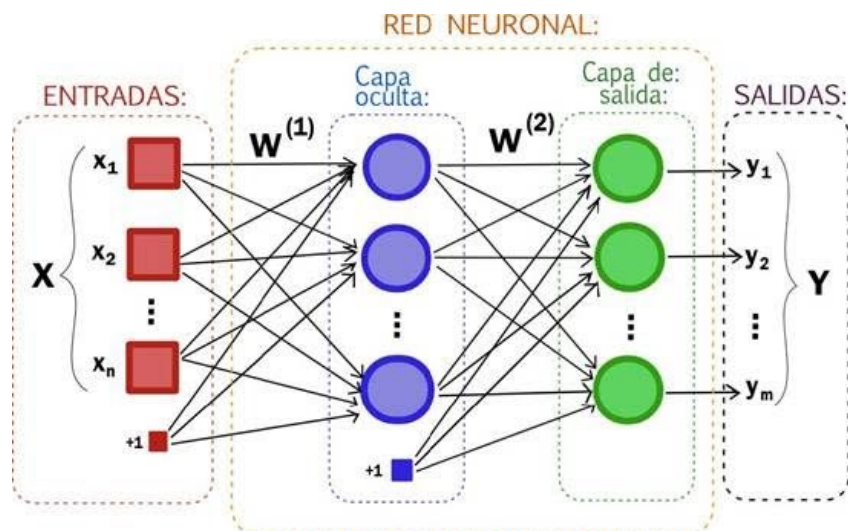 RED NEURONAL:
ENTRADAS:
Capa
oculta:
Capa de:
salida:
SALIDAS:
W(1)
W(2)
X
x1
x2
⋮
xn
+1
⋮
+1
⋮
y1
y2
⋮
ym
Y